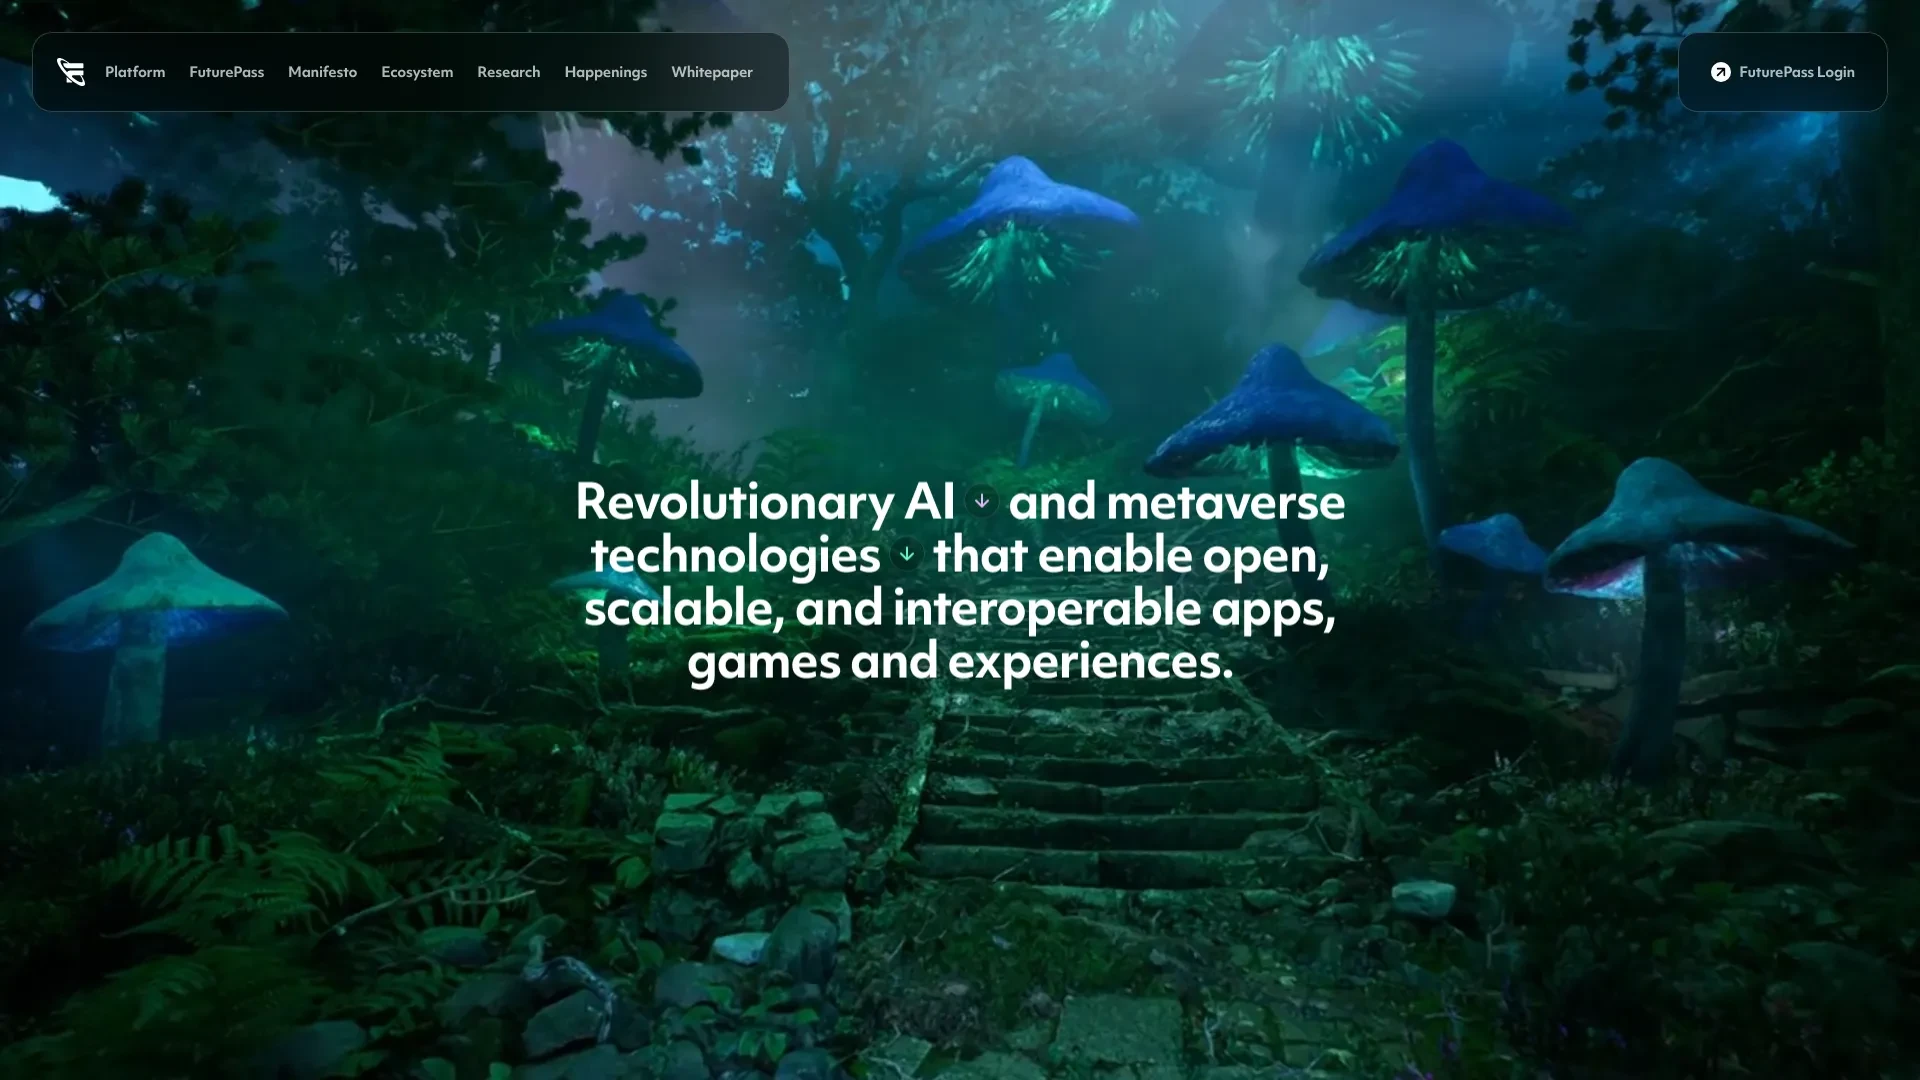 Platform
FuturePass
Manifesto
Ecosystem
Research
Happenings
Whitepaper
FuturePass Login
Revolutionary AI and metaverse
technologies that enable open,
scalable, and interoperable apps,
games and experiences.